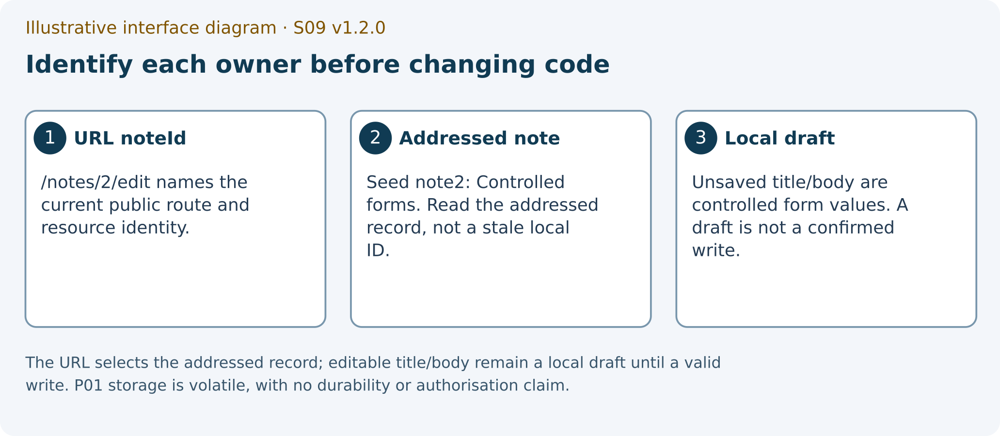 Illustrative interface diagram · S09 v1.2.0
Identify each owner before changing code
1 URL noteId
/notes/2/edit names the
current public route and
resource identity.
2 Addressed note
Seed note2: Controlled
forms. Read the addressed
record, not a stale local
ID.
3 Local draft
Unsaved title/body are
controlled form values. A
draft is not a confirmed
write.
The URL selects the addressed record; editable title/body remain a local draft until a valid
write. P01 storage is volatile, with no durability or authorisation claim.